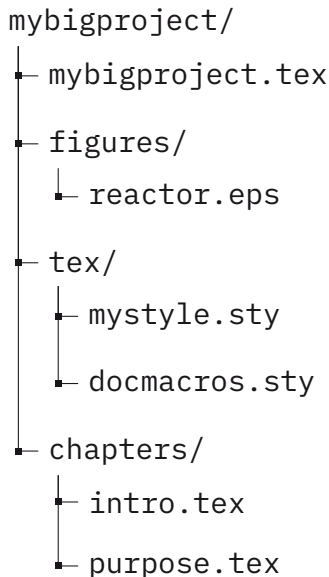 mybigproject/
mybigproject.tex
figures/
reactor.eps
tex/
mystyle.sty
docmacros.sty
chapters/
intro.tex
purpose.tex